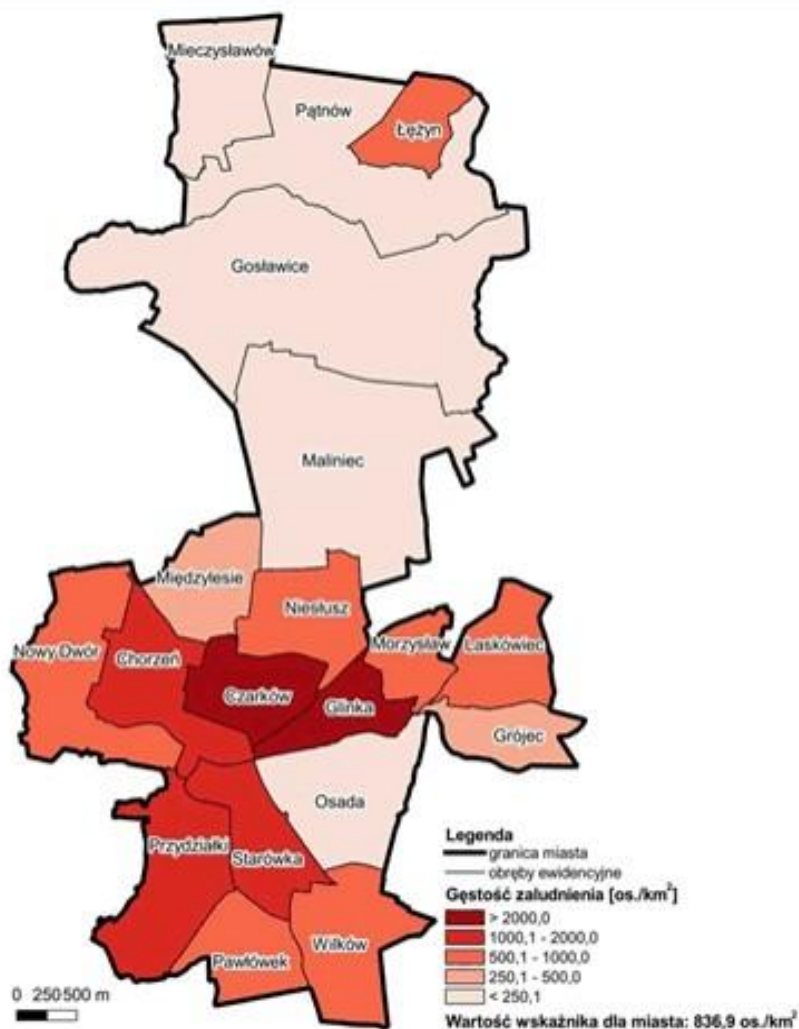 Mieczysławów
Pątnów
Łężyn
Gosławice
Maliniec
Międzylesie
Niesłusz
Nowy Dwór
Chorzeń
Morzysław
Laskówiec
Czarków
Glinka
Grójec
Osada
Przydziałki
Starówka
Pawłówek
Wilków
Legenda
granica miasta
obręby ewidencyjne
Gęstość zaludnienia [os./km²]
> 2000,0
1000,1 - 2000,0
500,1 - 1000,0
250,1 - 500,0
< 250,1
0 250 500 m
Wartość wskaźnika dla miasta: 836,9 os./km²